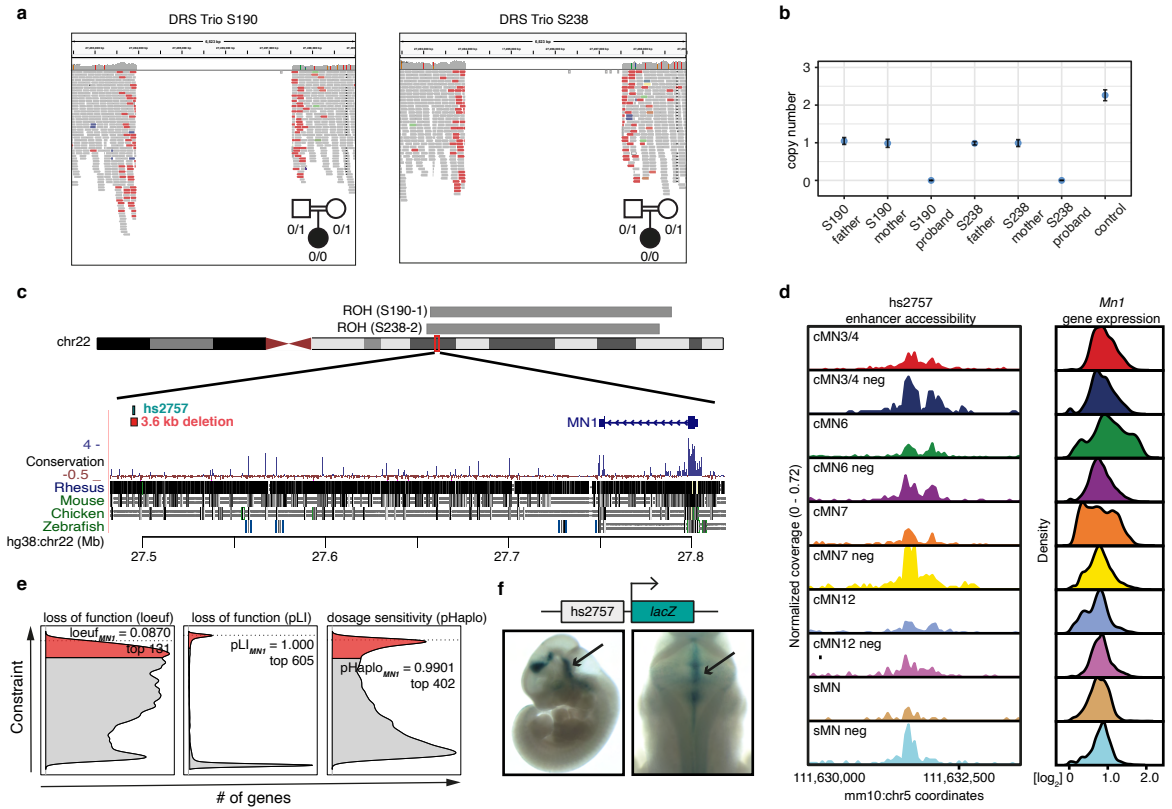 a
DRS Trio S190
DRS Trio S238
6,823 bp
6,823 bp
0/1
0/1
0/0
0/1
0/1
0/0
b
copy number
3
2
1
0
S190 father
S190 mother
S190 proband
S238 father
S238 mother
S238 proband
control
c
ROH (S190-1)
ROH (S238-2)
chr22
hs2757
3.6 kb deletion
MN1
4 -
Conservation
-0.5 _
Rhesus
Mouse
Chicken
Zebrafish
hg38:chr22 (Mb)
27.5
27.6
27.7
27.8
d
hs2757
enhancer accessibility
Mn1
gene expression
Normalized coverage (0 - 0.72)
Density
cMN3/4
cMN3/4 neg
cMN6
cMN6 neg
cMN7
cMN7 neg
cMN12
cMN12 neg
sMN
sMN neg
111,630,000
111,632,500
mm10:chr5 coordinates
[log2]
0
1.0
2.0
e
Constraint
loss of function (loeuf)
loeufMN1 = 0.0870
top 131
loss of function (pLI)
pLIMN1 = 1.000
top 605
dosage sensitivity (pHaplo)
pHaploMN1 = 0.9901
top 402
# of genes
f
hs2757
lacZ